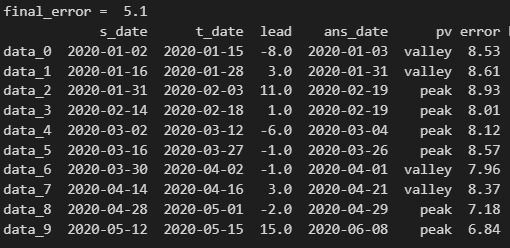 final_error =  5.1
            s_date      t_date  lead    ans_date      pv error
data_0  2020-01-02  2020-01-15  -8.0  2020-01-03  valley  8.53
data_1  2020-01-16  2020-01-28   3.0  2020-01-31  valley  8.61
data_2  2020-01-31  2020-02-03  11.0  2020-02-19    peak  8.93
data_3  2020-02-14  2020-02-18   1.0  2020-02-19    peak  8.01
data_4  2020-03-02  2020-03-12  -6.0  2020-03-04    peak  8.12
data_5  2020-03-16  2020-03-27  -1.0  2020-03-26    peak  8.57
data_6  2020-03-30  2020-04-02  -1.0  2020-04-01  valley  7.96
data_7  2020-04-14  2020-04-16   3.0  2020-04-21  valley  8.37
data_8  2020-04-28  2020-05-01  -2.0  2020-04-29    peak  7.18
data_9  2020-05-12  2020-05-15  15.0  2020-06-08    peak  6.84